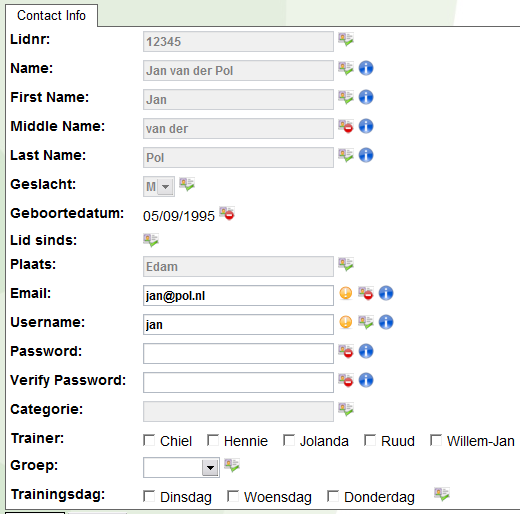 Contact Info
Lidnr: 12345
Name: Jan van der Pol
First Name: Jan
Middle Name: van der
Last Name: Pol
Geslacht: M
Geboortedatum: 05/09/1995
Lid sinds:
Plaats: Edam
Email: jan@pol.nl
Username: jan
Password:
Verify Password:
Categorie:
Trainer: Chiel Hennie Jolanda Ruud Willem-Jan
Groep:
Trainingsdag: Dinsdag Woensdag Donderdag